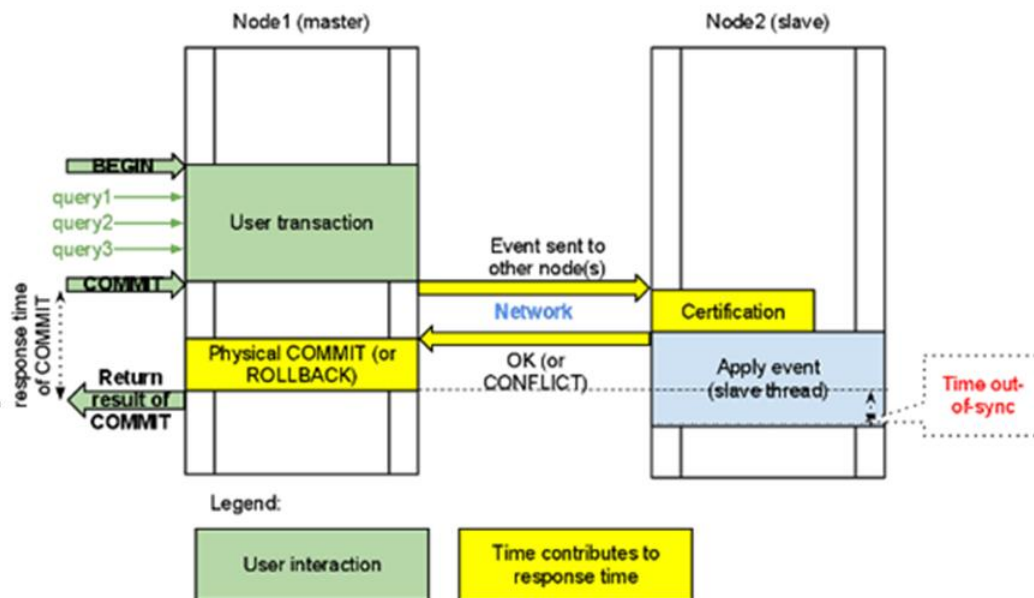 Node1 (master)
Node2 (slave)
BEGIN
query1
query2
query3
User transaction
COMMIT
Event sent to
other node(s)
Network
Certification
response time
of COMMIT
Physical COMMIT (or
ROLLBACK)
OK (or
CONFLICT)
Apply event
(slave thread)
Return
result of
COMMIT
Time out-
of-sync
Legend:
User interaction
Time contributes to
response time